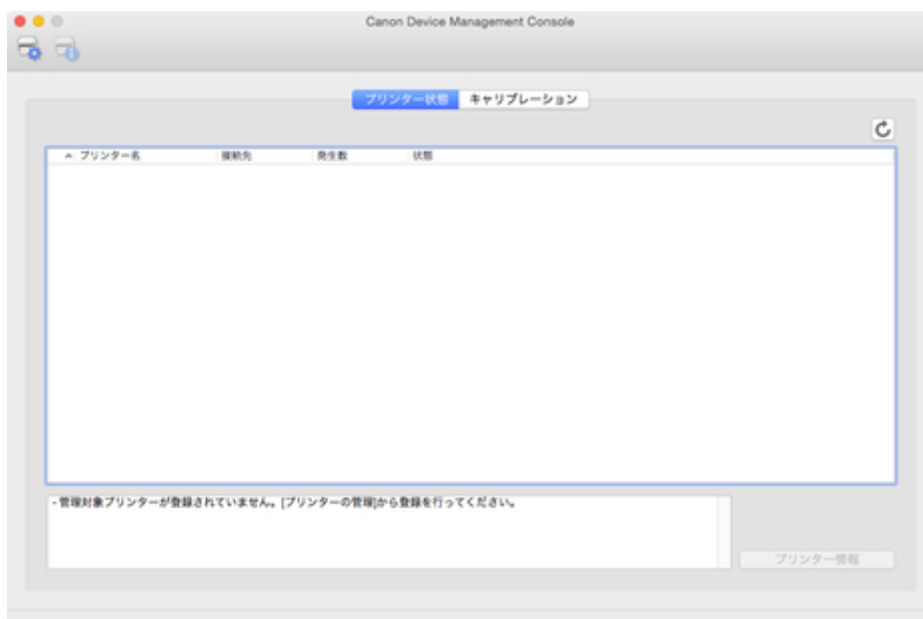 Canon Device Management Console
プリンター状態 キャリブレーション
プリンター名 接続先 発生数 状態
- 管理対象プリンターが登録されていません。[プリンターの管理]から登録を行ってください。
プリンター情報